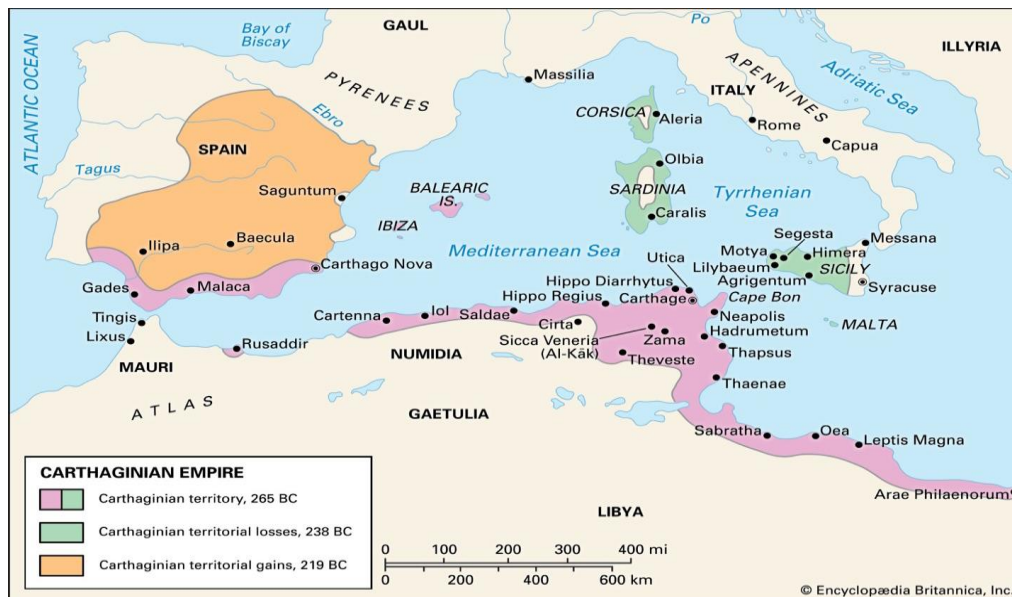 GAUL
Bay of
Biscay
Po
ILLYRIA
ATLANTIC OCEAN
PYRENEES
Massilia
APENNINES
Adriatic Sea
ITALY
Ebro
CORSICA
Aleria
Rome
Capua
SPAIN
Tagus
Olbia
Saguntum
BALEARIC
IS.
SARDINIA
Tyrrhenian
Sea
IBIZA
Caralis
Segesta
Messana
Ilipa
Baecula
Mediterranean Sea
Motya
Himera
Utica
Lilybaeum
SICILY
Carthago Nova
Hippo Diarrhytus
Agrigentum
Syracuse
Gades
Malaca
Hippo Regius
Carthage
Cape Bon
Tingis
Cartenna
Iol
Saldae
Neapolis
MALTA
Lixus
Cirta
Hadrumetum
Rusaddir
Sicca Veneria
(Al-Kāk)
Zama
Thapsus
NUMIDIA
Theveste
MAURI
Thaenae
ATLAS
GAETULIA
Sabratha
Oea
Leptis Magna
CARTHAGINIAN EMPIRE
Carthaginian territory, 265 BC
Arae Philaenorum
LIBYA
Carthaginian territorial losses, 238 BC
0 100 200 300 400 mi
Carthaginian territorial gains, 219 BC
0 200 400 600 km
© Encyclopædia Britannica, Inc.